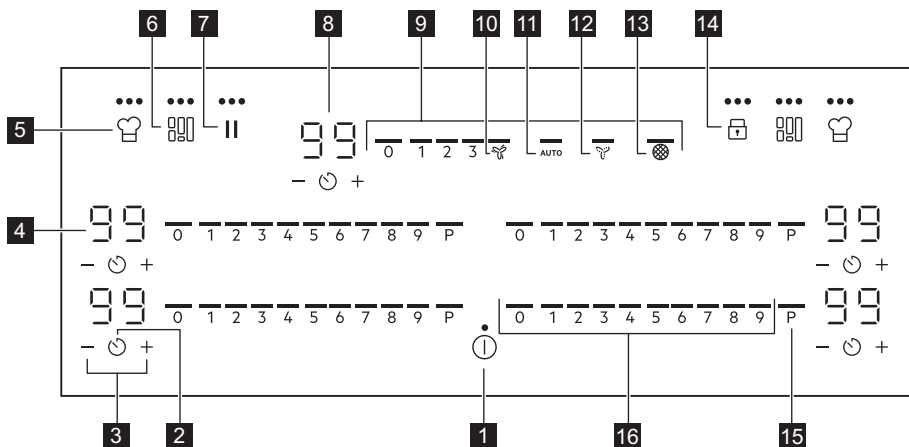 6 7 8 9 10 11 12 13 14
5
99 0 1 2 3 AUTO
− +
4 99 0 1 2 3 4 5 6 7 8 9 P 0 1 2 3 4 5 6 7 8 9 P 99
− + − +
99 0 1 2 3 4 5 6 7 8 9 P 0 1 2 3 4 5 6 7 8 9 P 99
− + − +
3 2 1 16 15